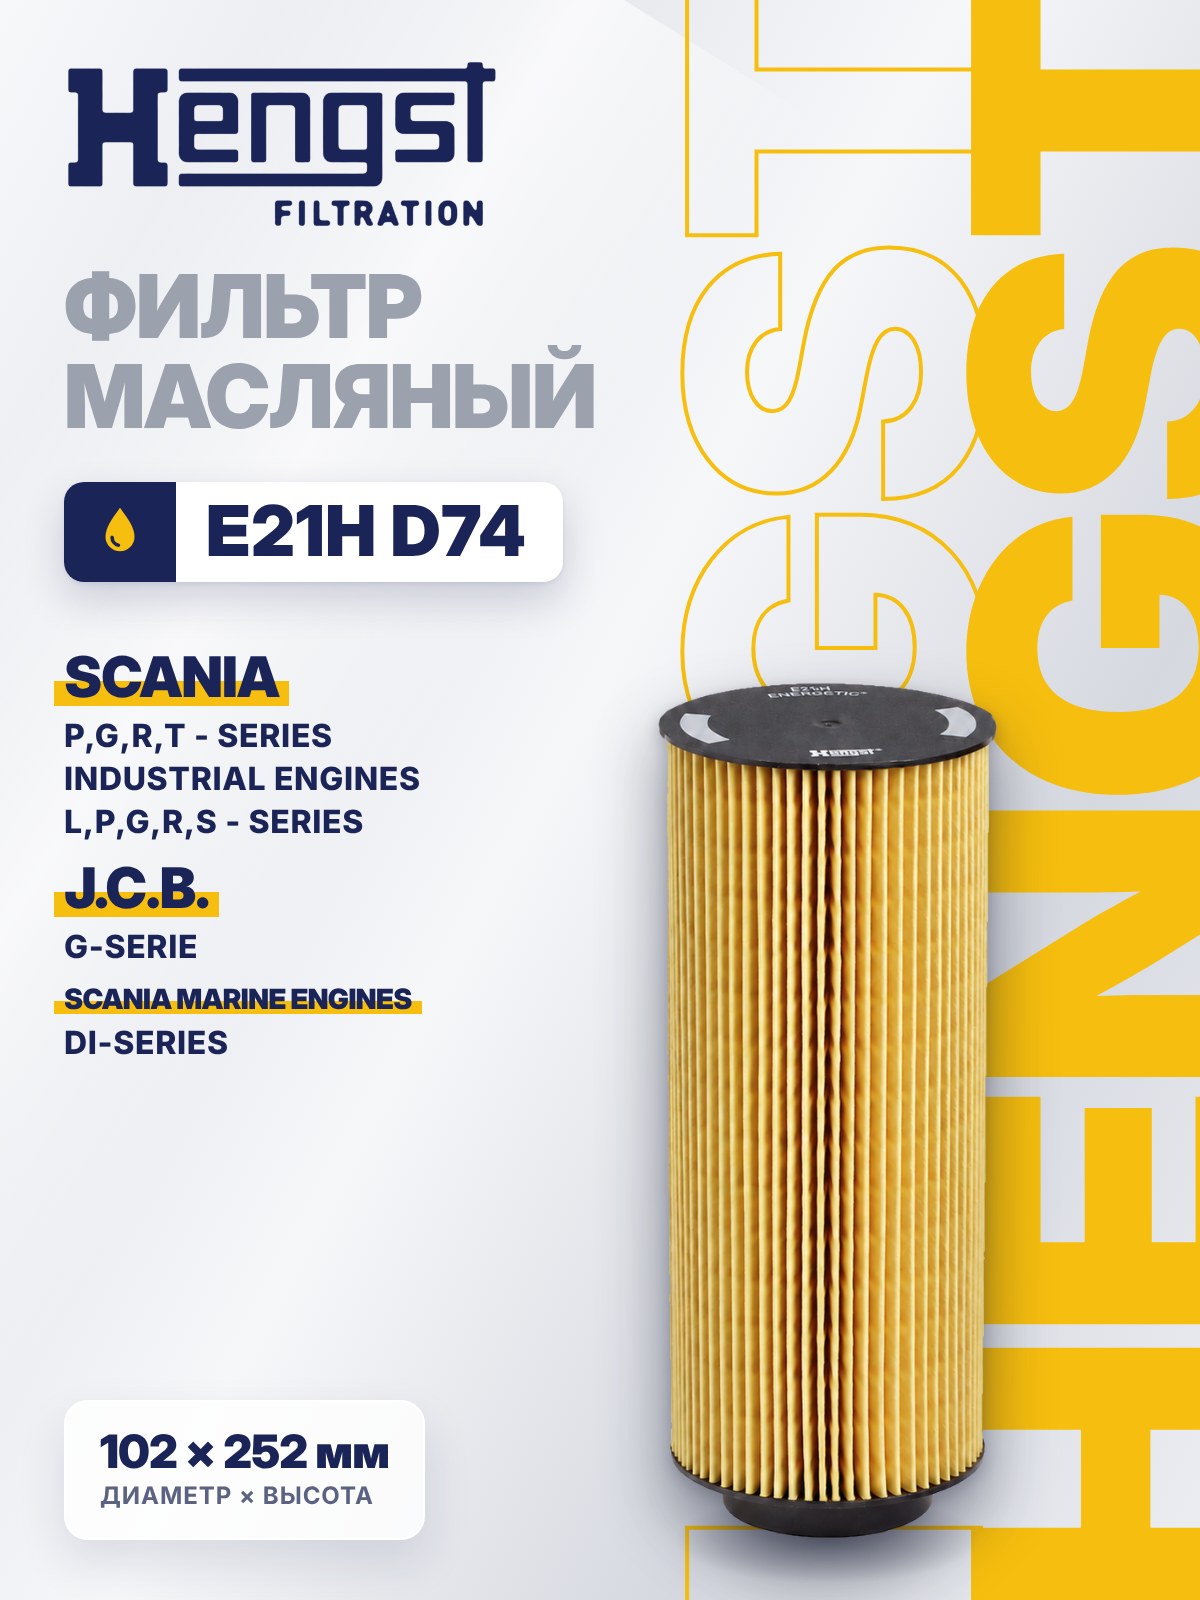 Hengst
FILTRATION
ФИЛЬТР
МАСЛЯНЫЙ
E21H D74
SCANIA
P,G,R,T - SERIES
INDUSTRIAL ENGINES
L,P,G,R,S - SERIES
J.C.B.
G-SERIE
SCANIA MARINE ENGINES
DI-SERIES
102 × 252 мм
ДИАМЕТР × ВЫСОТА
HENGST
E21H
ENERGETIC®
Hengst